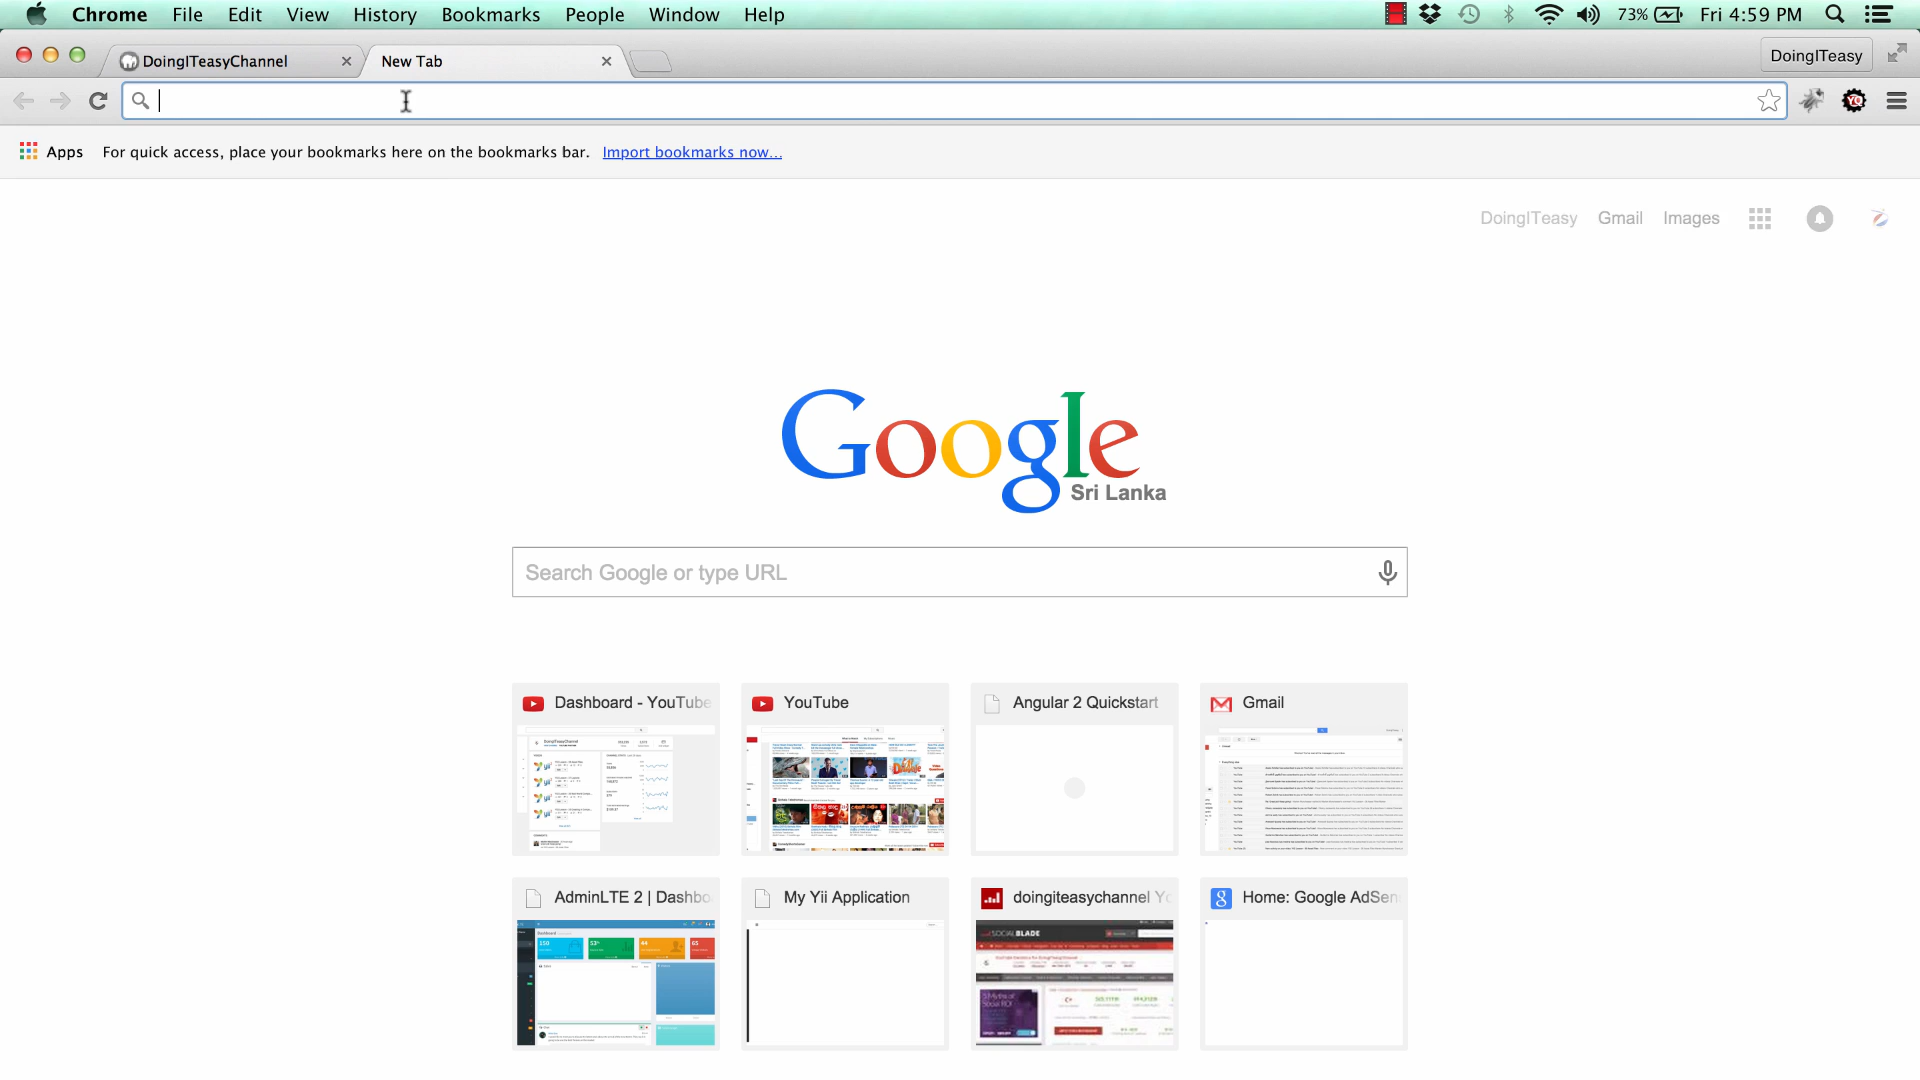 Chrome File Edit View History Bookmarks People Window Help 73% Fri 4:59 PM
DoingITeasyChannel New Tab DoingITeasy
Apps For quick access, place your bookmarks here on the bookmarks bar. Import bookmarks now...
DoingITeasy Gmail Images
Google
Sri Lanka
Search Google or type URL
Dashboard - YouTube YouTube Angular 2 Quickstart Gmail
AdminLTE 2 | Dashbo My Yii Application doingiteasychannel Yo Home: Google AdSen
SOCIALBLADE